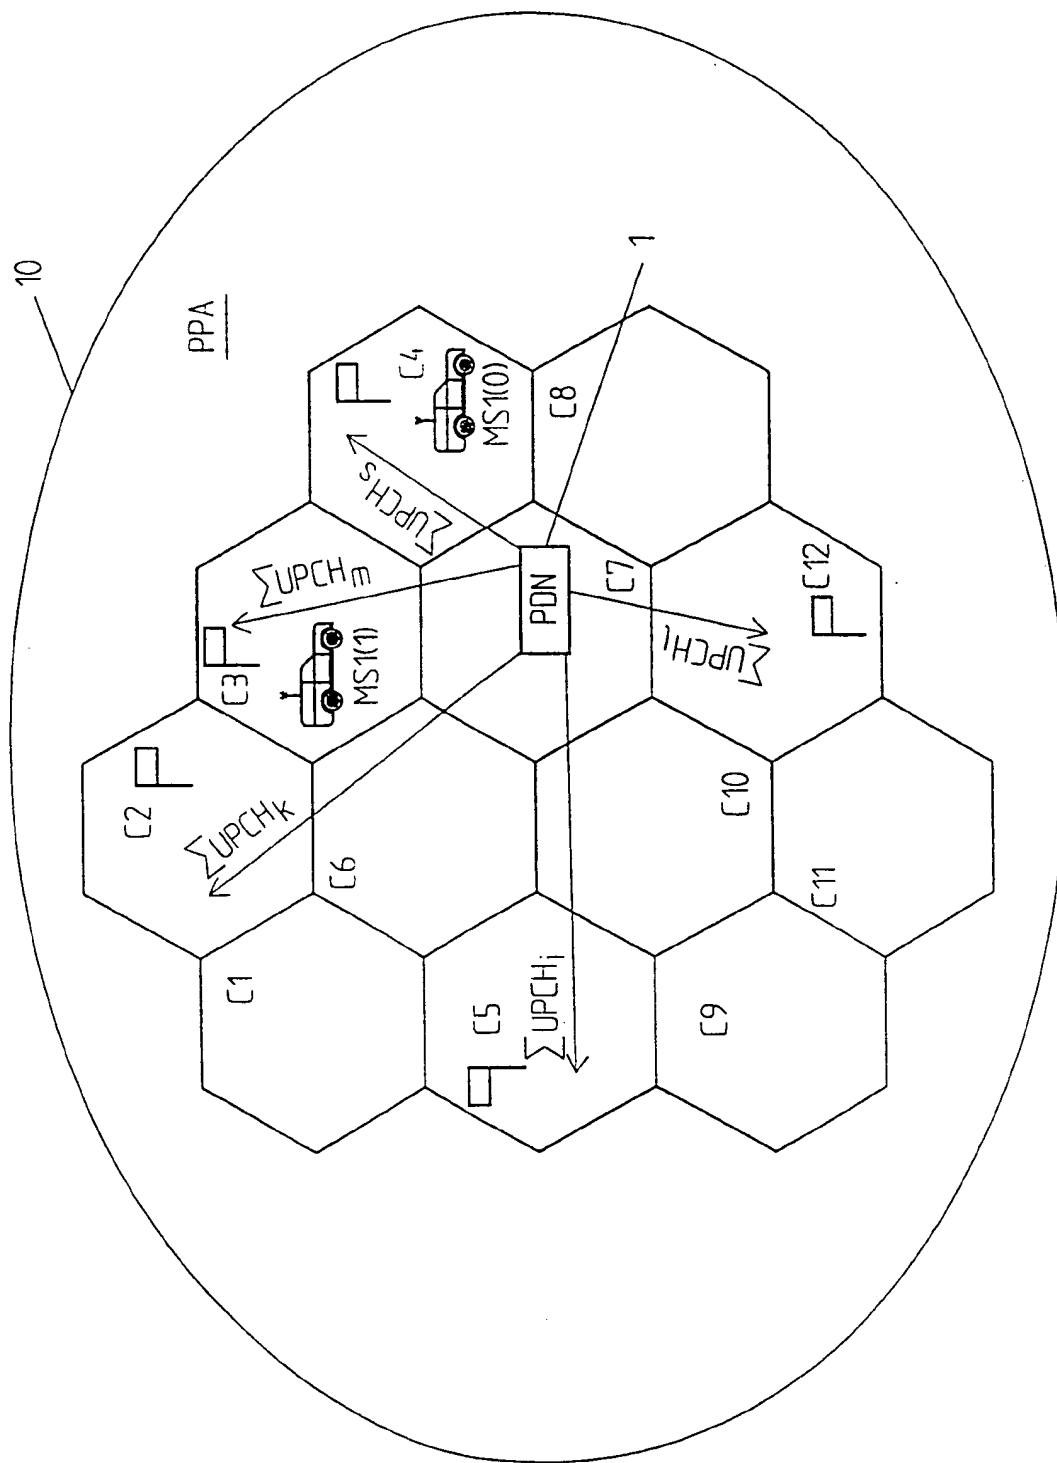 10
PPA
1
C1
C2
C3
C4
ΣUPCHk
ΣUPCHm
ΣUPCHs
MS1(1)
MS1(0)
C5
C6
C7
C8
PDN
ΣUPCHi
ΣUPCHl
C9
C10
C11
C12